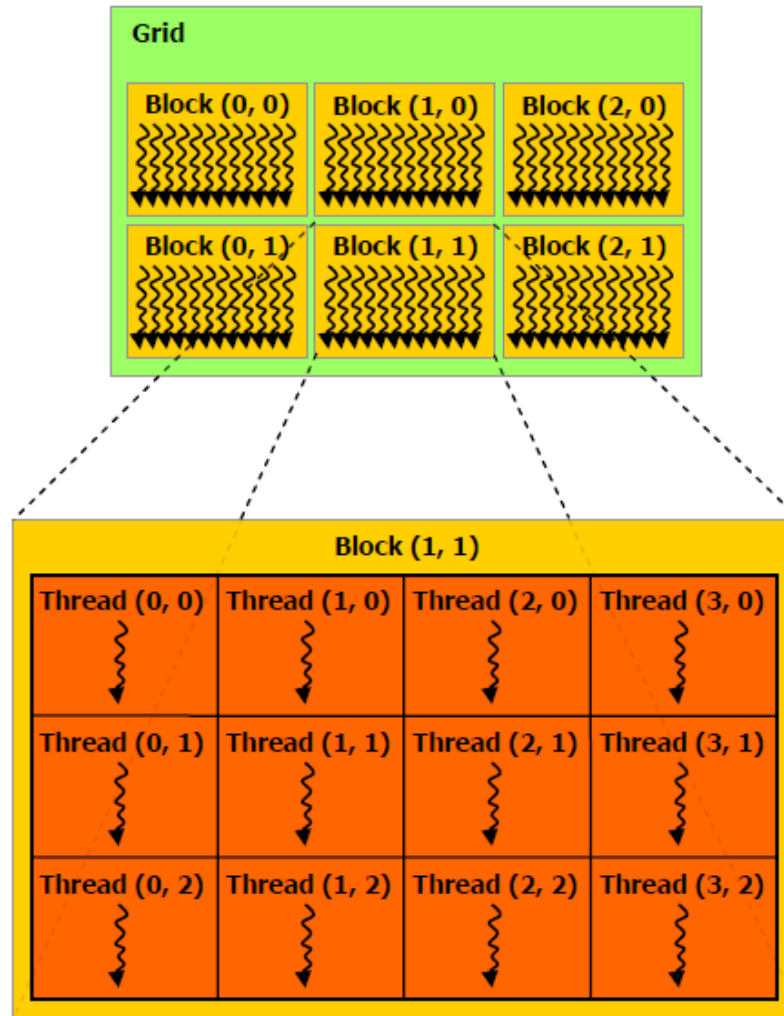 Grid
Block (0, 0) Block (1, 0) Block (2, 0)
Block (0, 1) Block (1, 1) Block (2, 1)
Block (1, 1)
Thread (0, 0) Thread (1, 0) Thread (2, 0) Thread (3, 0)
Thread (0, 1) Thread (1, 1) Thread (2, 1) Thread (3, 1)
Thread (0, 2) Thread (1, 2) Thread (2, 2) Thread (3, 2)